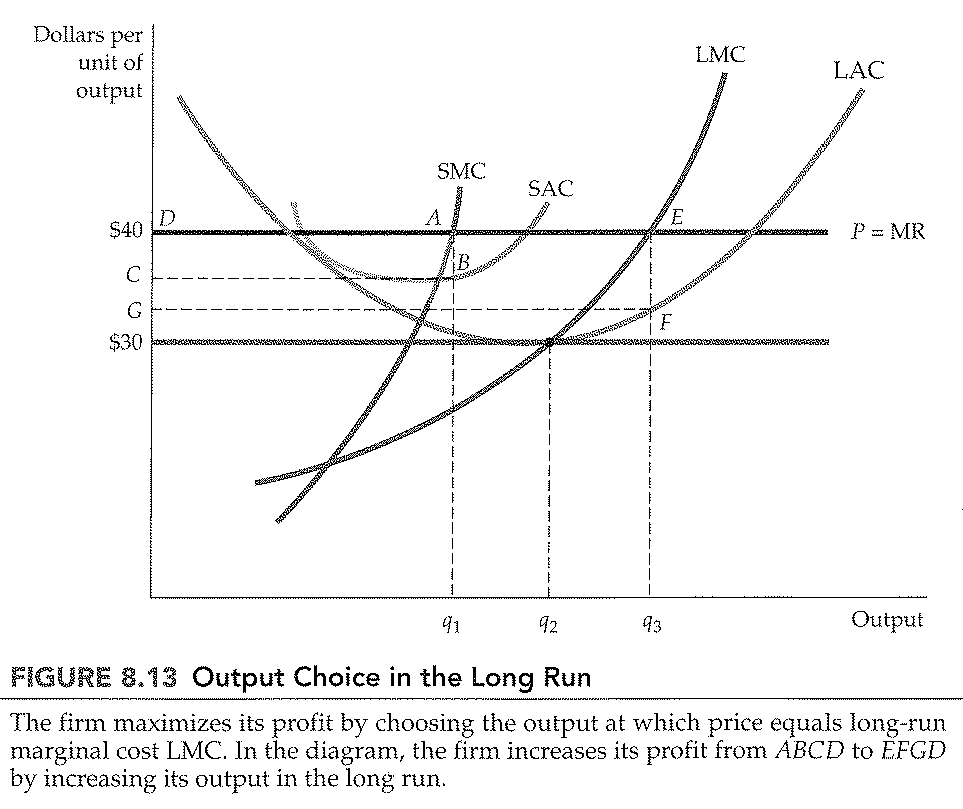 Dollars per
unit of
output
LMC
LAC
SMC
SAC
$40
D
A
E
P = MR
C
B
G
F
$30
q1
q2
q3
Output
FIGURE 8.13 Output Choice in the Long Run
The firm maximizes its profit by choosing the output at which price equals long-run
marginal cost LMC. In the diagram, the firm increases its profit from ABCD to EFGD
by increasing its output in the long run.